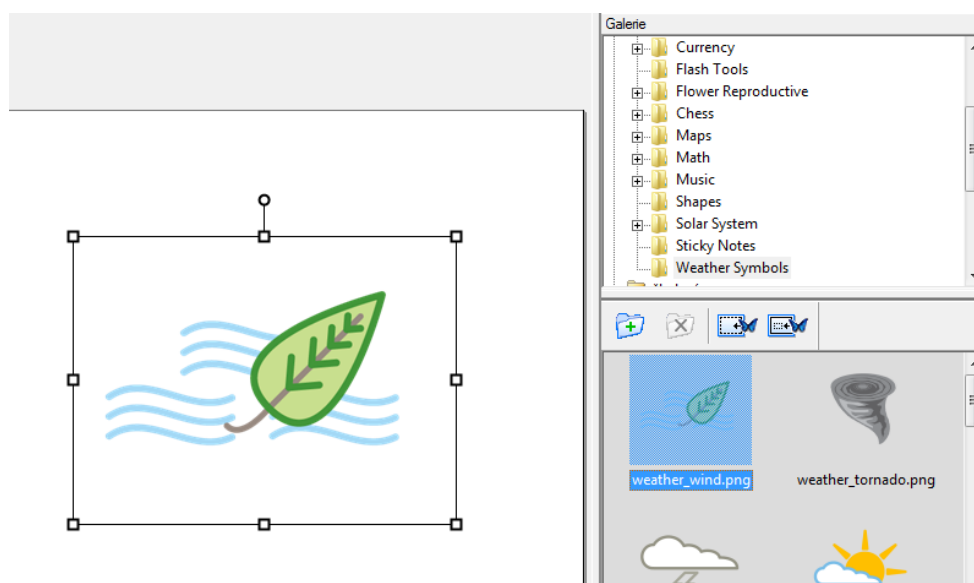 Galerie
Currency
Flash Tools
Flower Reproductive
Chess
Maps
Math
Music
Shapes
Solar System
Sticky Notes
Weather Symbols
weather_wind.png
weather_tornado.png